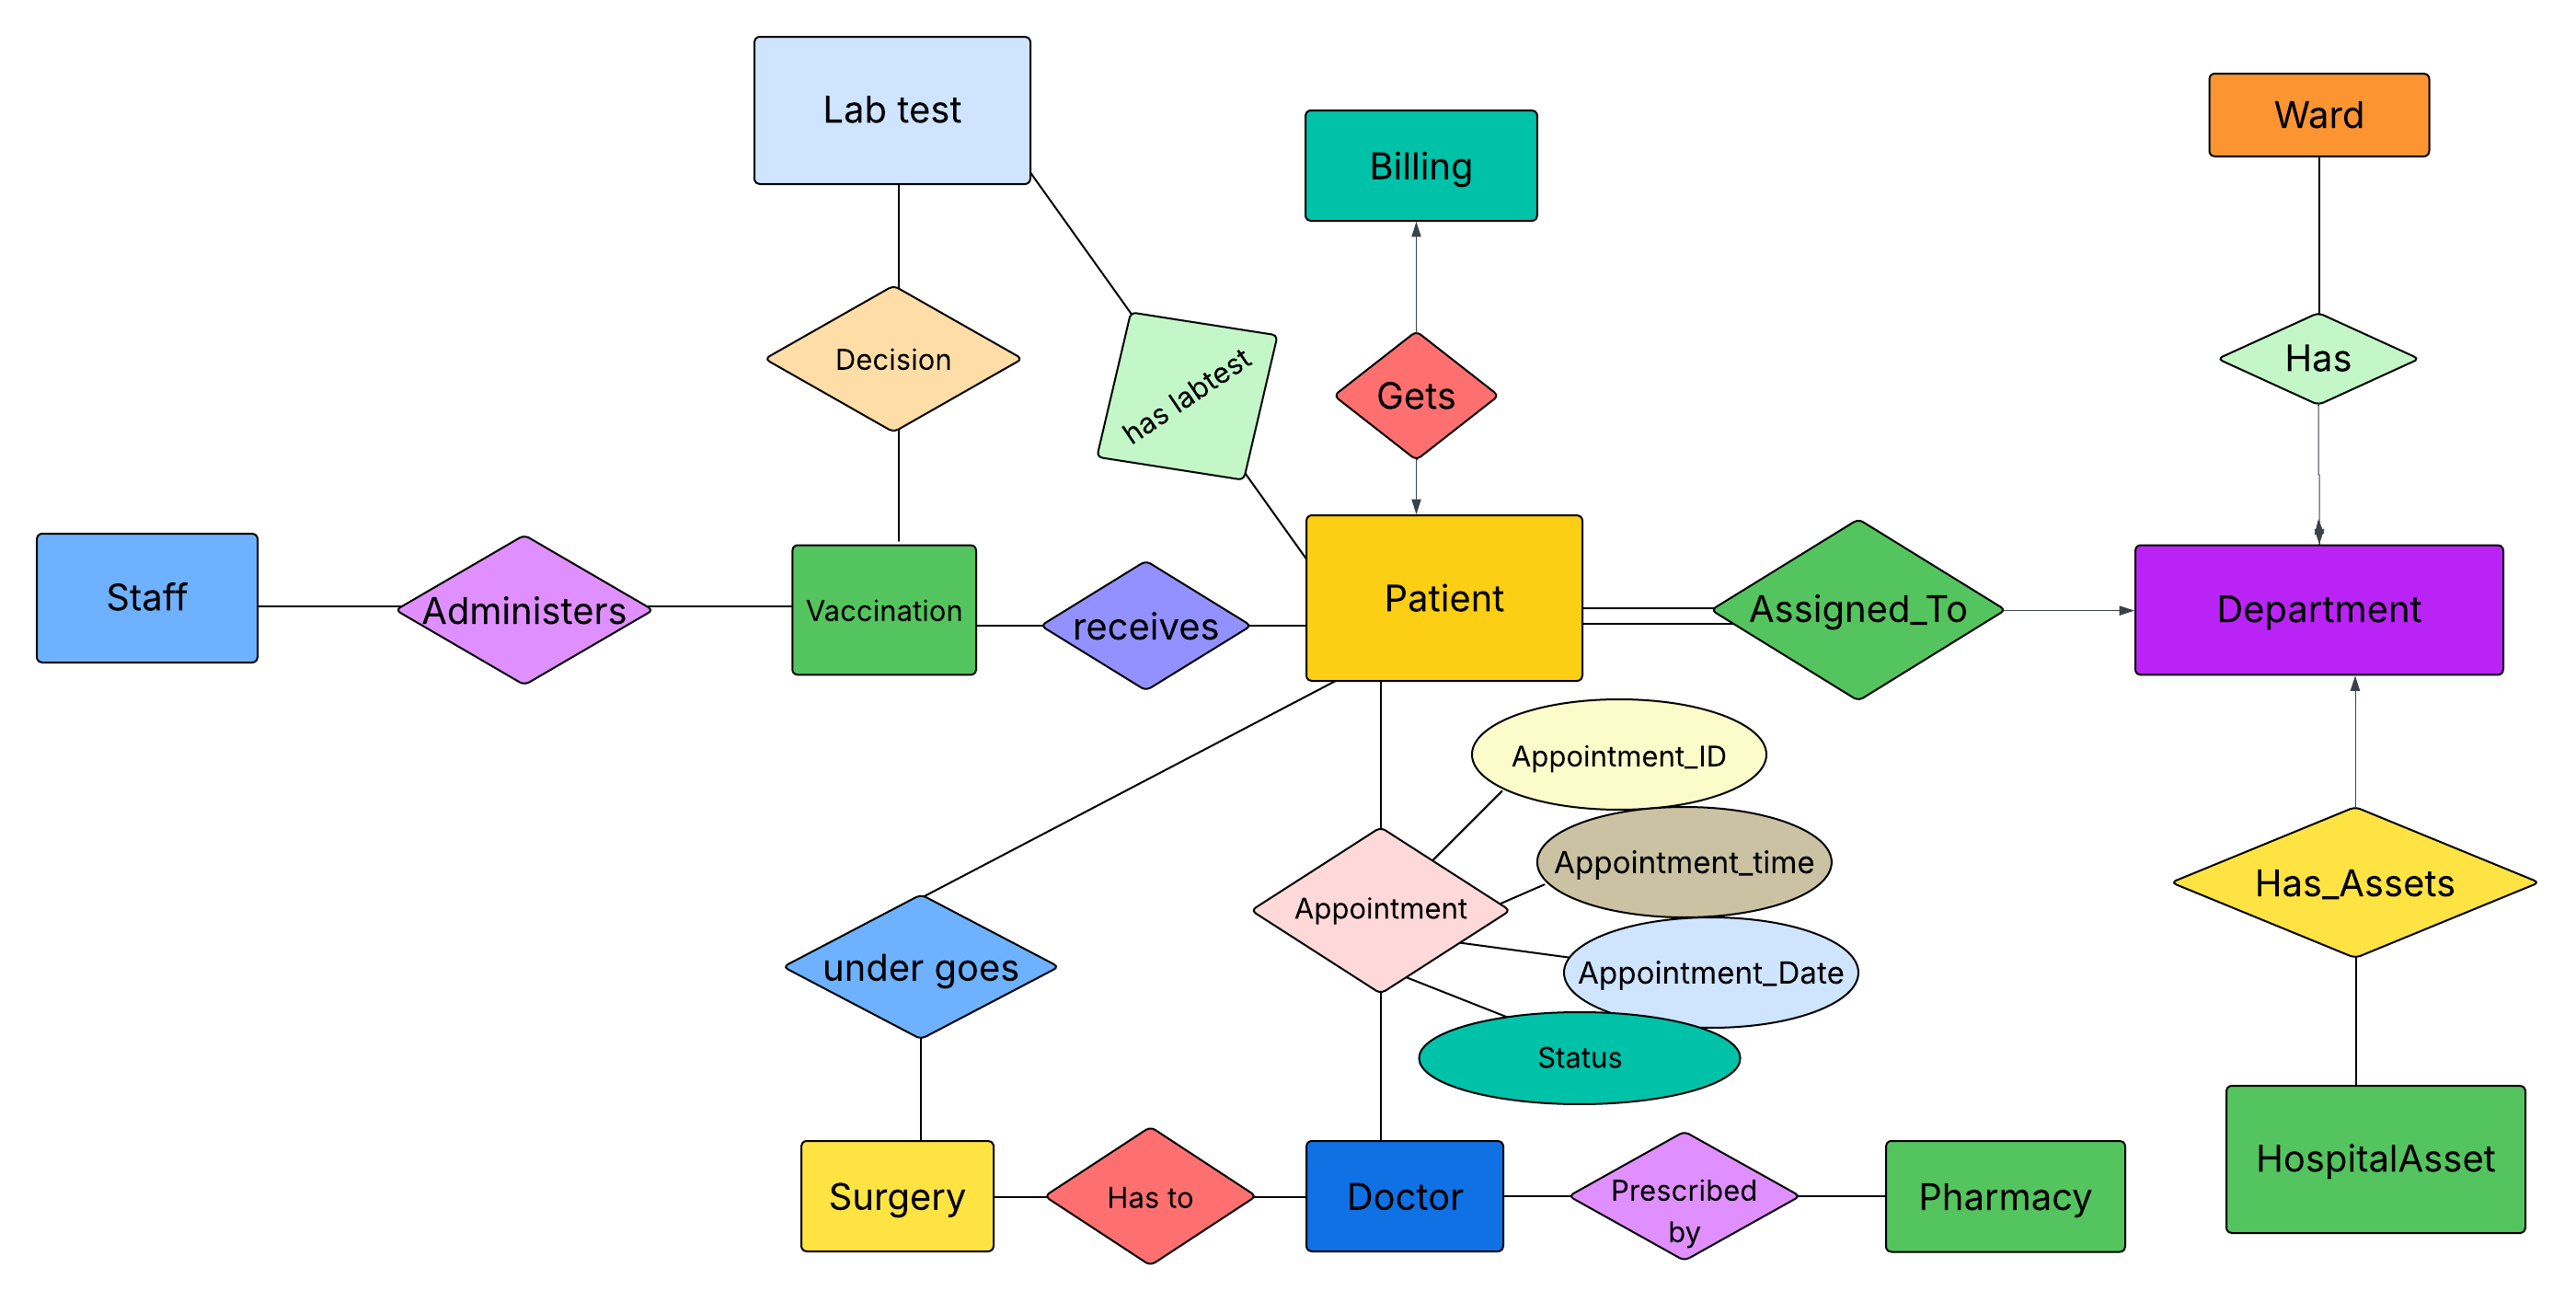 Lab test
Ward
Billing
Decision
has labtest
Gets
Has
Staff
Administers
Vaccination
receives
Patient
Assigned_To
Department
Appointment_ID
Appointment_time
Appointment
Appointment_Date
Status
Has_Assets
under goes
Surgery
Has to
Doctor
Prescribed
by
Pharmacy
HospitalAsset